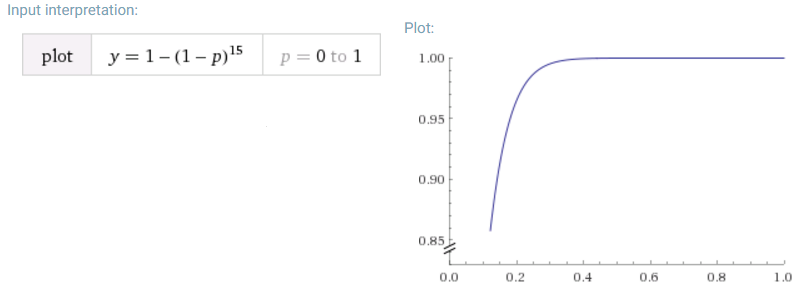 Input interpretation:
plot y = 1 – (1 – p)^15 p = 0 to 1
Plot:
1.00
0.95
0.90
0.85
0.0 0.2 0.4 0.6 0.8 1.0